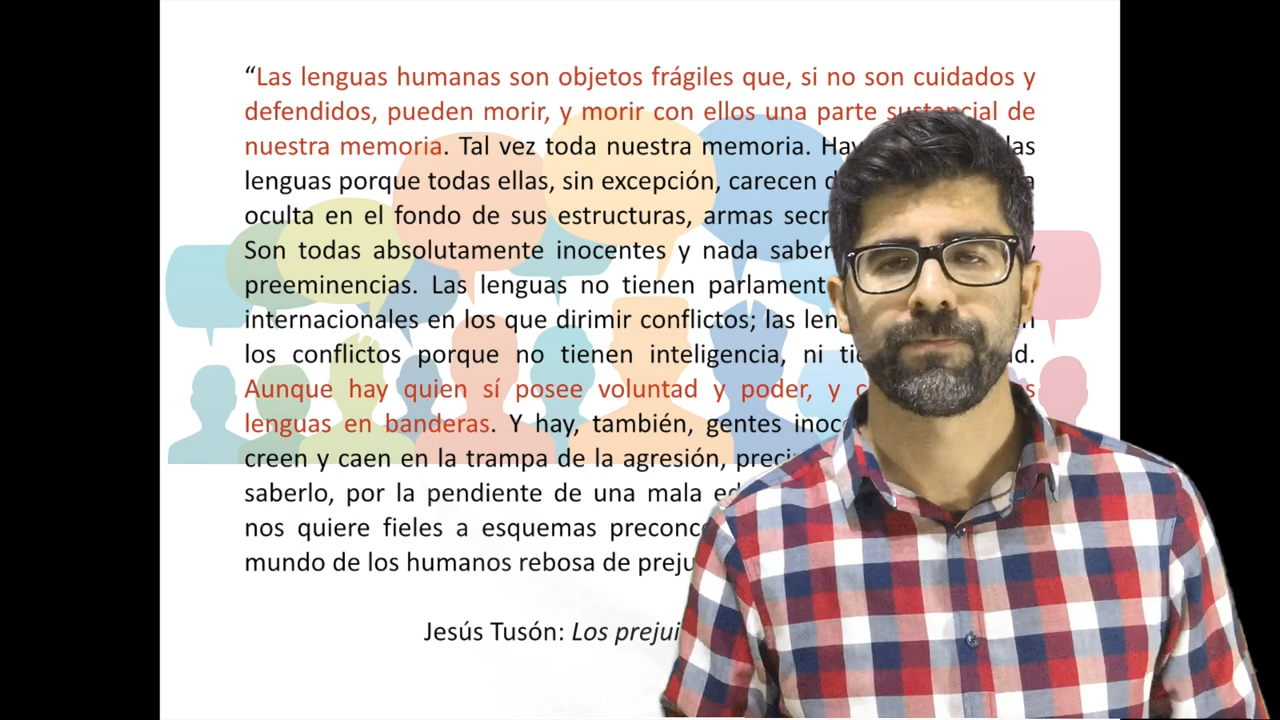 “Las lenguas humanas son objetos frágiles que, si no son cuidados y
defendidos, pueden morir, y morir con ellos una parte sustancial de
nuestra memoria. Tal vez toda nuestra memoria. las
lenguas porque todas ellas, sin excepción, carecen
oculta en el fondo de sus estructuras, armas
Son todas absolutamente inocentes y nada y
preeminencias. Las lenguas no tienen
internacionales en los que dirimir conflictos; las
los conflictos porque no tienen inteligencia, ni
Aunque hay quien sí posee voluntad y poder, y
lenguas en banderas. Y hay, también, gentes
creen y caen en la trampa de la agresión,
saberlo, por la pendiente de una mala
nos quiere fieles a esquemas
mundo de los humanos rebosa de
Jesús Tusón: Los